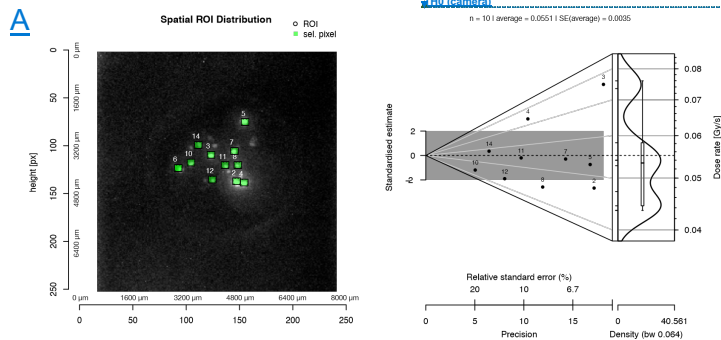 A
Spatial ROI Distribution
ROI
sel. pixel
0
50
100
150
200
250
height [px]
0 µm
1600 µm
3200 µm
4800 µm
6400 µm
5
14
7
3
10
6
11
8
12
2
4
0 µm
1600 µm
3200 µm
4800 µm
6400 µm
8000 µm
0
50
100
150
200
250
H0 (camera)
n = 10 | average = 0.0551 | SE(average) = 0.0035
Standardised estimate
2
0
-2
3
4
14
11
7
5
10
12
8
2
0.08
0.07
0.06
0.05
0.04
Dose rate [Gy/s]
Relative standard error (%)
20
10
6.7
0
5
10
15
Precision
0
40.561
Density (bw 0.064)